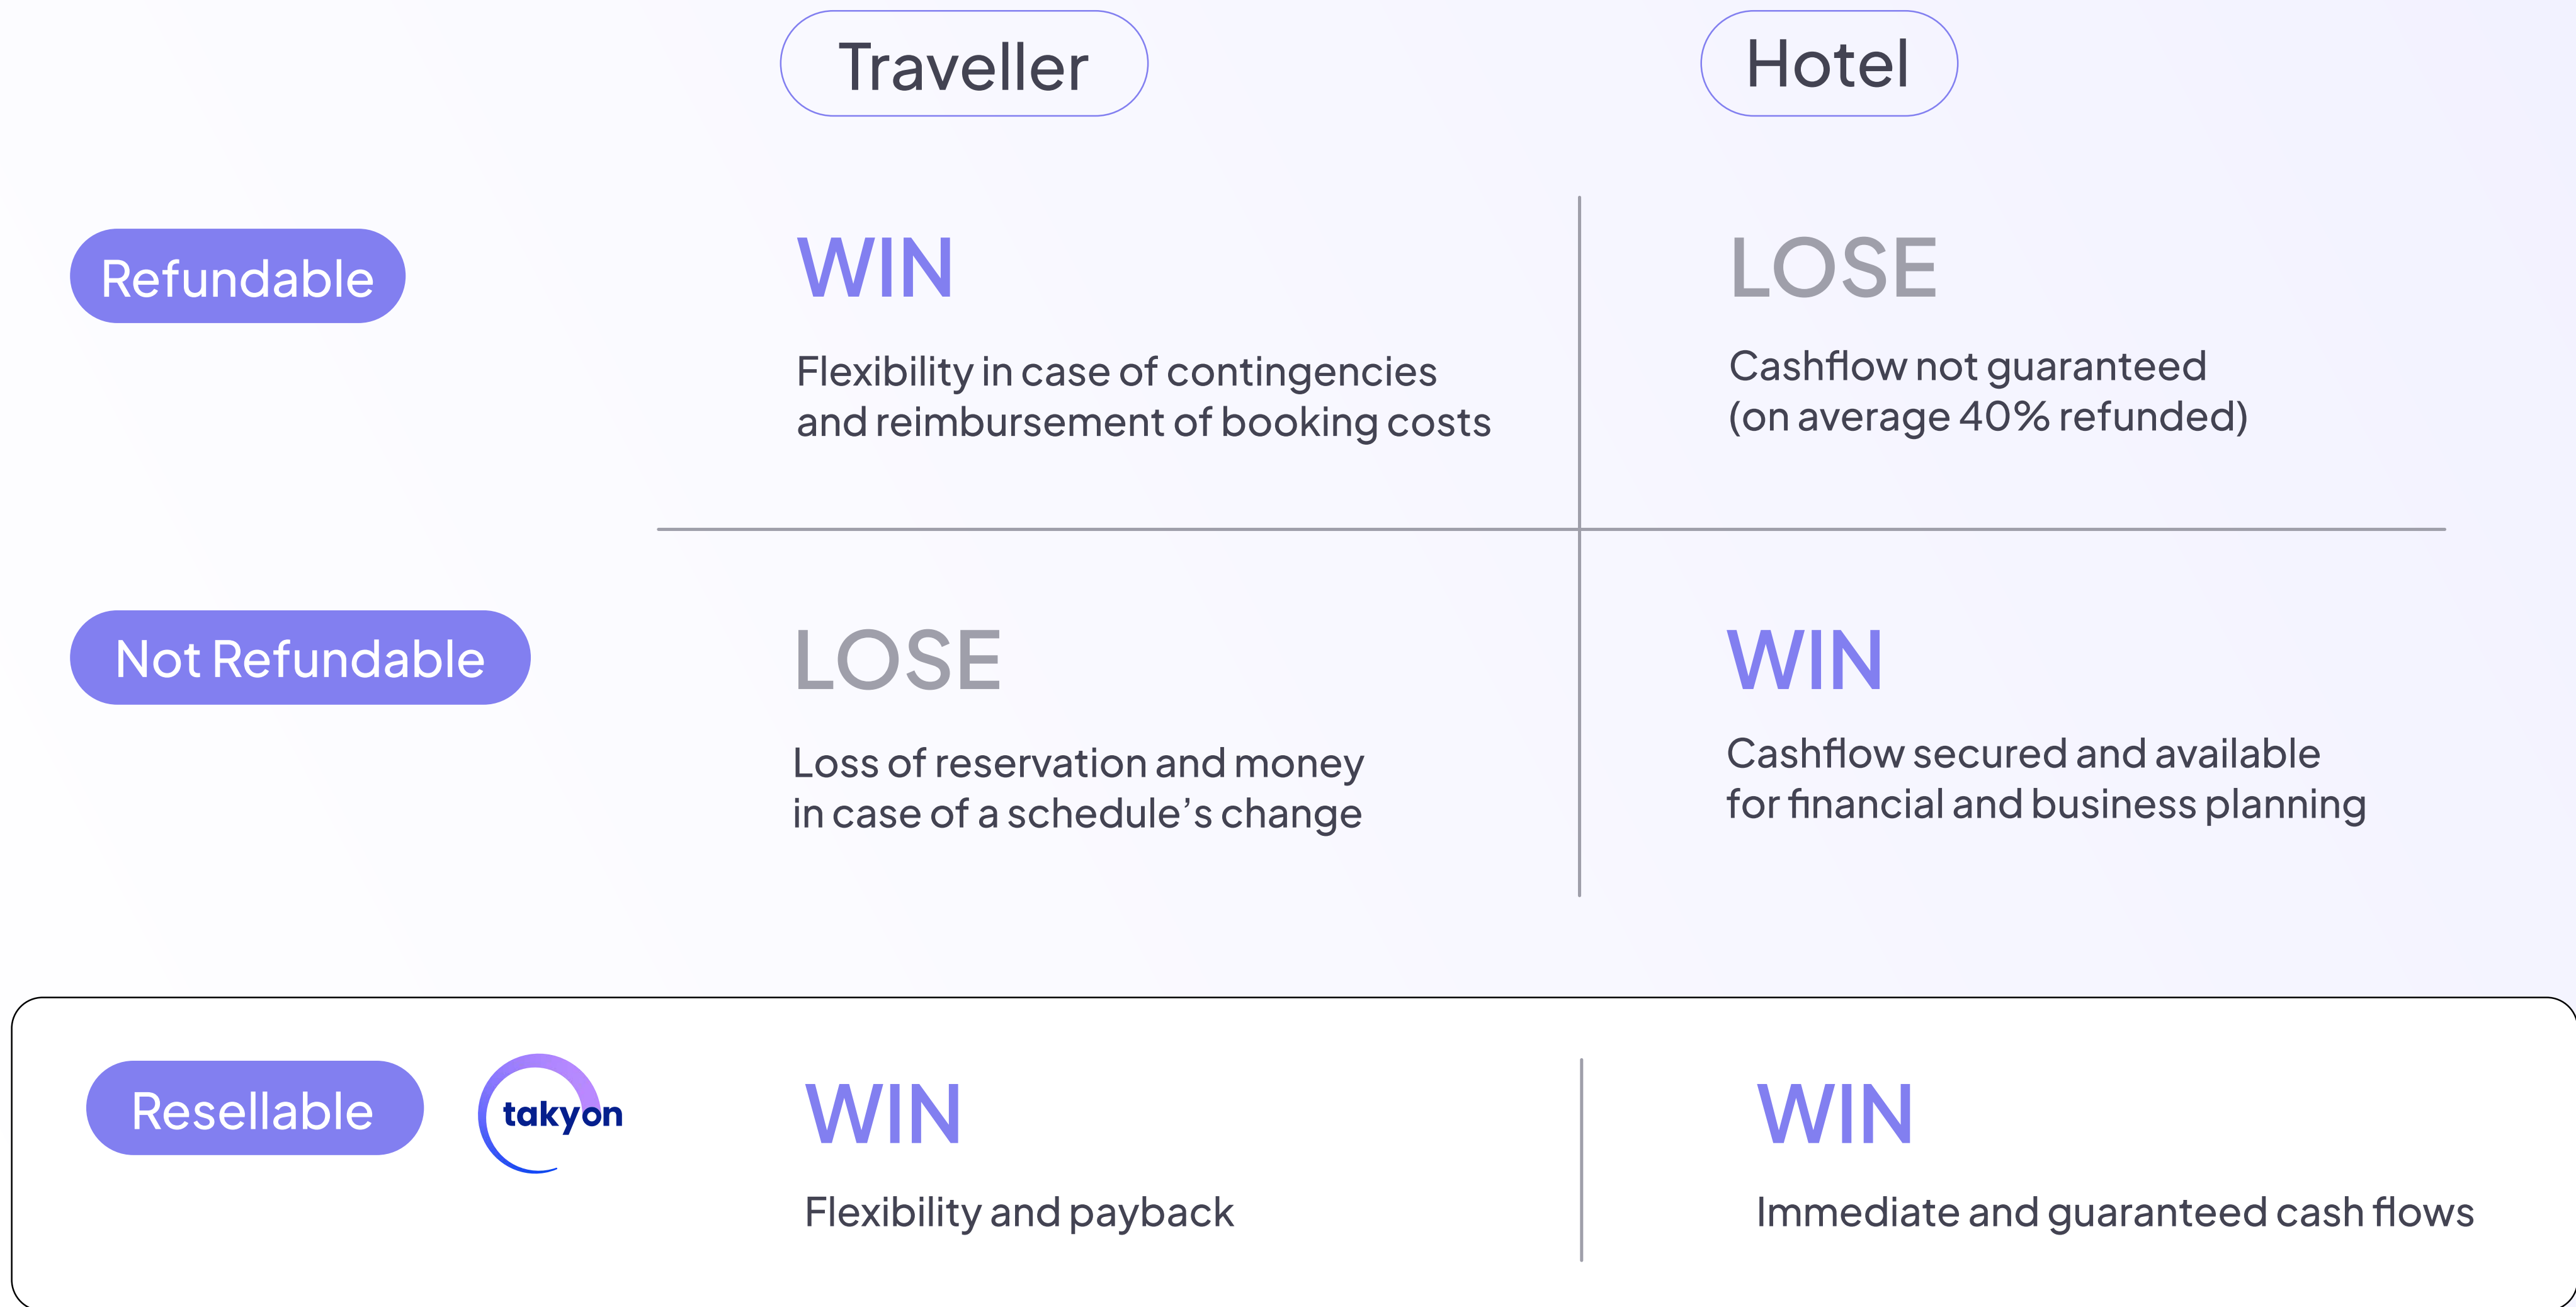 Traveller
Hotel
Refundable
WIN
Flexibility in case of contingencies
and reimbursement of booking costs
LOSE
Cashflow not guaranteed
(on average 40% refunded)
Not Refundable
LOSE
Loss of reservation and money
in case of a schedule’s change
WIN
Cashflow secured and available
for financial and business planning
Resellable
takyon
WIN
Flexibility and payback
WIN
Immediate and guaranteed cash flows